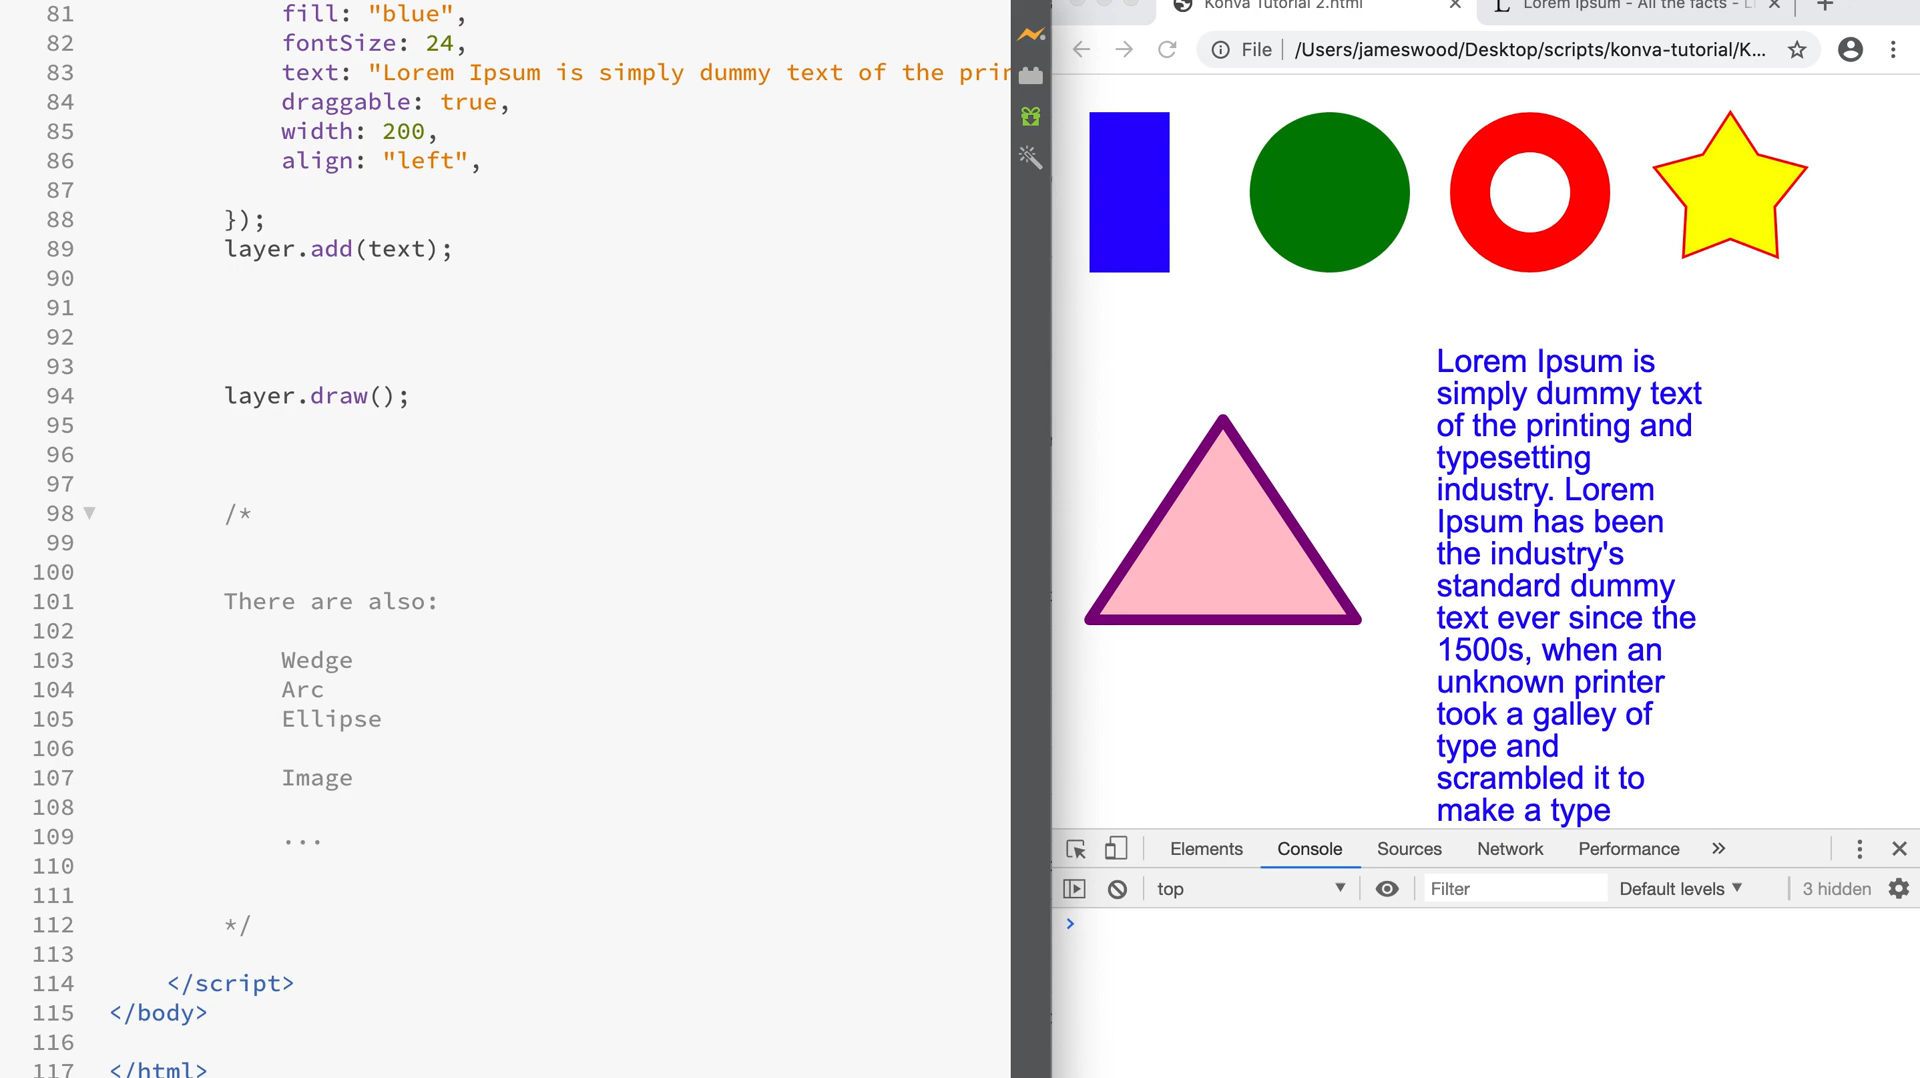 81 fill: "blue",
82 fontSize: 24,
83 text: "Lorem Ipsum is simply dummy text of the prin
84 draggable: true,
85 width: 200,
86 align: "left",
87
88 });
89 layer.add(text);
90
91
92
93
94 layer.draw();
95
96
97
98 /*
99
100
101 There are also:
102
103 Wedge
104 Arc
105 Ellipse
106
107 Image
108
109 ...
110
111
112 */
113
114 </script>
115 </body>
116
117 </html>
Konva Tutorial 2.html
Lorem Ipsum - All the facts - Li
File
/Users/jameswood/Desktop/scripts/konva-tutorial/K...
Lorem Ipsum is
simply dummy text
of the printing and
typesetting
industry. Lorem
Ipsum has been
the industry's
standard dummy
text ever since the
1500s, when an
unknown printer
took a galley of
type and
scrambled it to
make a type
Elements Console Sources Network Performance »
top Filter Default levels 3 hidden